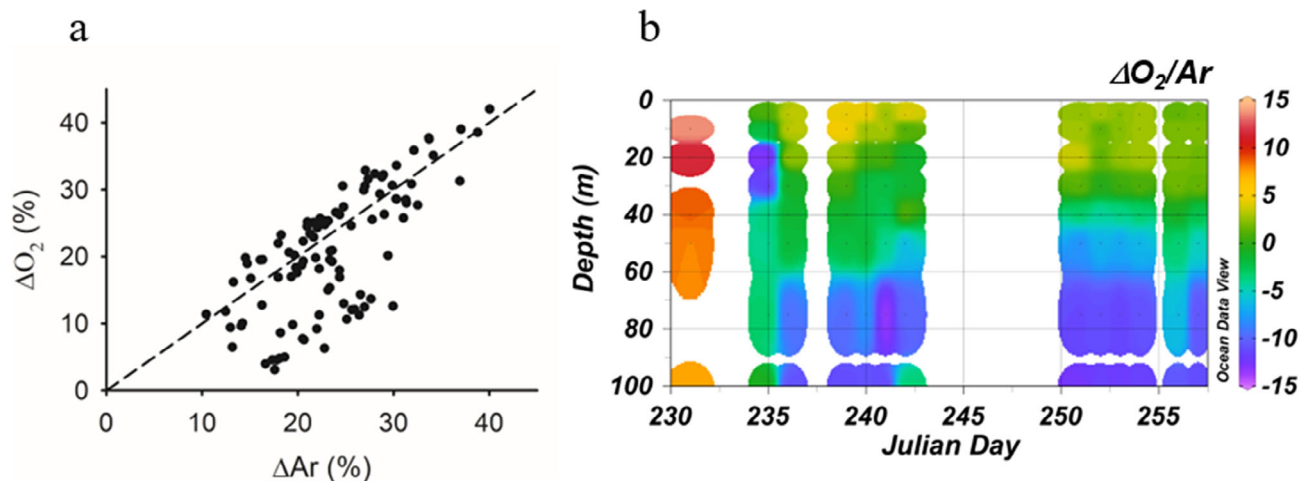 a
ΔO2 (%)
40
30
20
10
0
0 10 20 30 40
ΔAr (%)
b
ΔO2/Ar
Depth (m)
0
20
40
60
80
100
230 235 240 245 250 255
Julian Day
15
10
5
0
-5
-10
-15
Ocean Data View